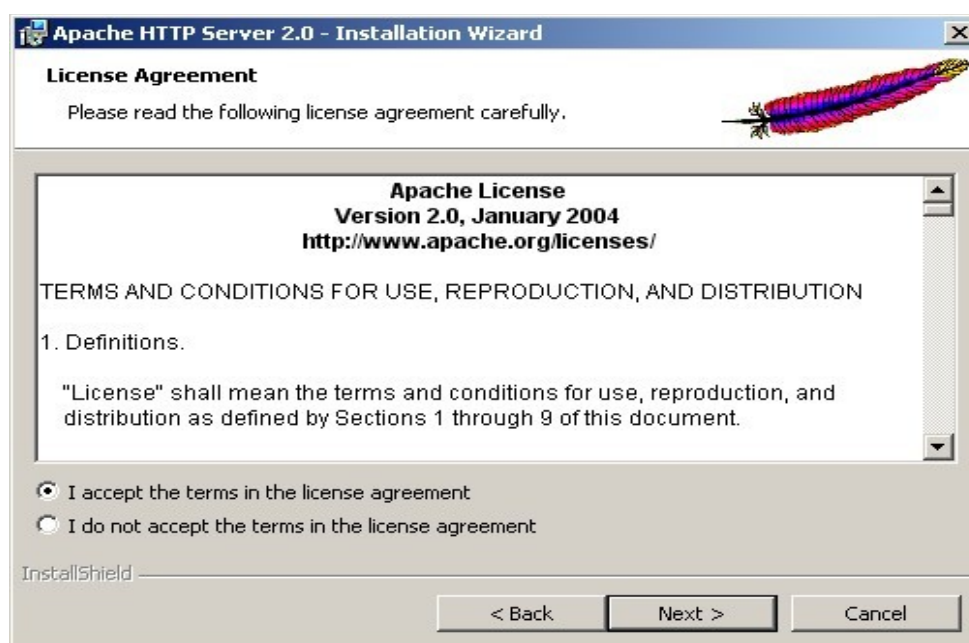 Apache HTTP Server 2.0 - Installation Wizard
License Agreement
Please read the following license agreement carefully.
Apache License
Version 2.0, January 2004
http://www.apache.org/licenses/
TERMS AND CONDITIONS FOR USE, REPRODUCTION, AND DISTRIBUTION
1. Definitions.
"License" shall mean the terms and conditions for use, reproduction, and
distribution as defined by Sections 1 through 9 of this document.
I accept the terms in the license agreement
I do not accept the terms in the license agreement
InstallShield
< Back Next > Cancel